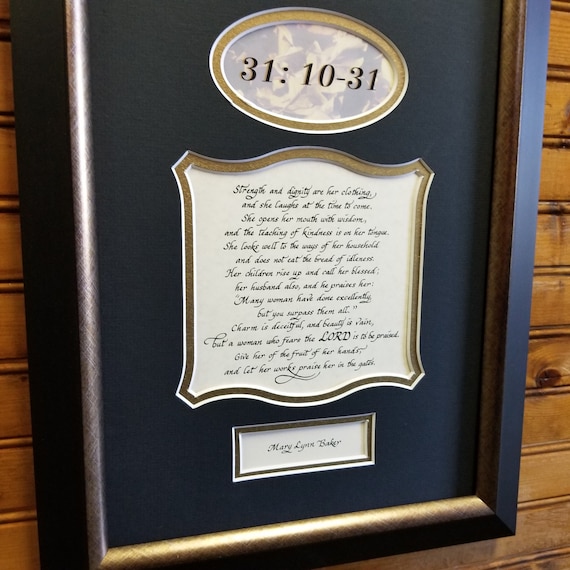 31: 10-31
Strength and dignity are her clothing,
and she laughs at the time to come.
She opens her mouth with wisdom,
and the teaching of kindness is on her tongue.
She looks well to the ways of her household
and does not eat the bread of idleness.
Her children rise up and call her blessed;
her husband also, and he praises her:
"Many woman have done excellently,
but you surpass them all."
Charm is deceitful, and beauty is vain,
but a woman who fears the LORD is to be praised.
Give her of the fruit of her hands,
and let her works praise her in the gates.
Mary Lynn Baker